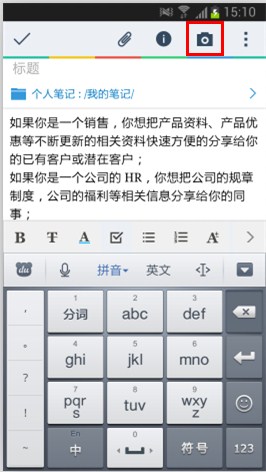 15:10
标题
个人笔记:/我的笔记/
如果你是一个销售，你想把产品资料、产品优
惠等不断更新的相关资料快速方便的分享给你
的已有客户或潜在客户；
如果你是一个公司的 HR，你想把公司的规章
制度，公司的福利等相关信息分享给你的同
事；
B T A A+
du 拼音 英文
， 1 分词 2 abc 3 def
。 4 ghi 5 jkl 6 mno
? 7 pqrs 8 tuv 9 wxyz
! ~ En 中 0 符号 123